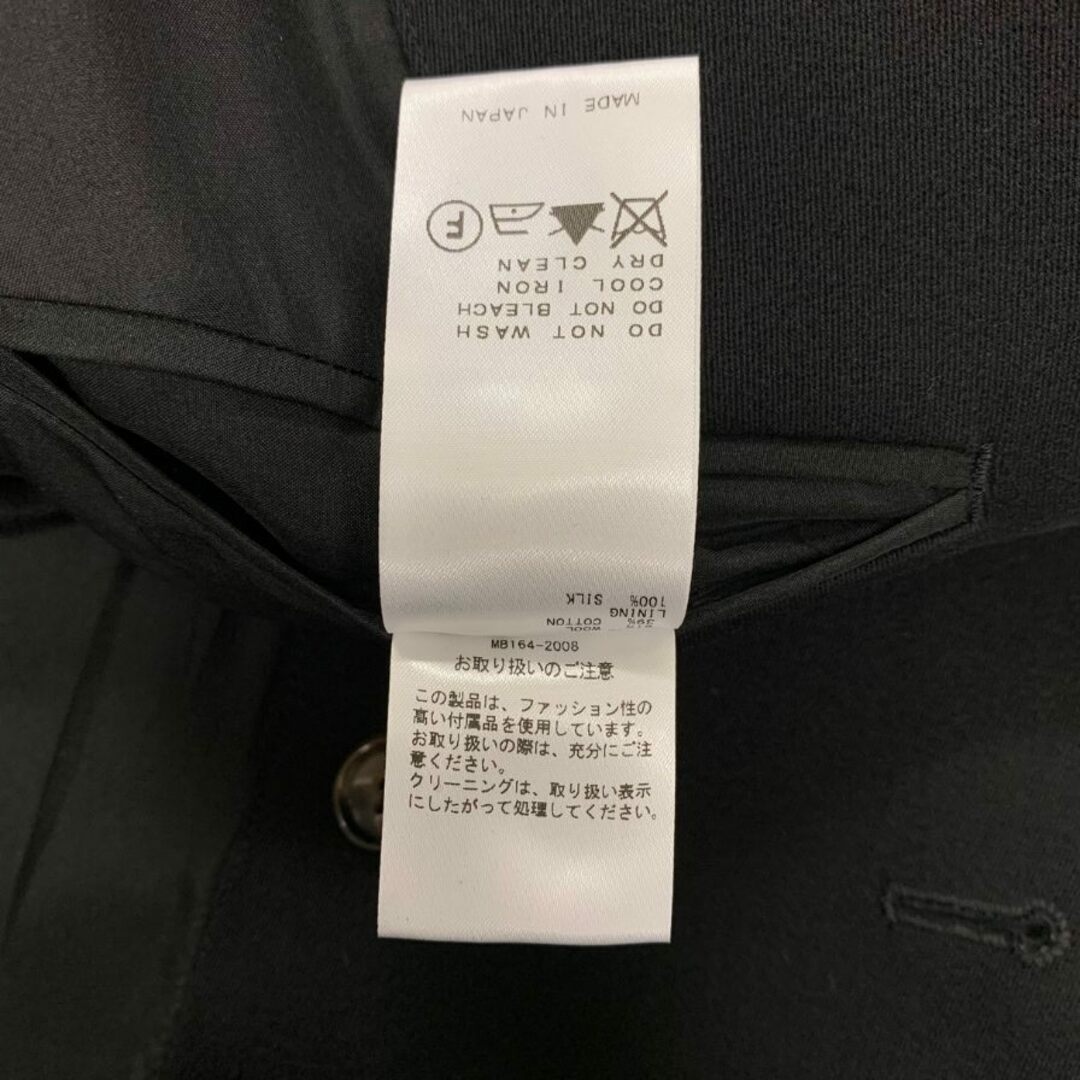 MADE IN JAPAN
F
DRY CLEAN
COOL IRON
DO NOT BLEACH
DO NOT WASH
100% SILK
LINING
39% COTTON
WOOL
MB164-2008
お取り扱いのご注意
この製品は、ファッション性の
高い付属品を使用しています。
お取り扱いの際は、充分にご注
意ください。
クリーニングは、取り扱い表示
にしたがって処理してください。